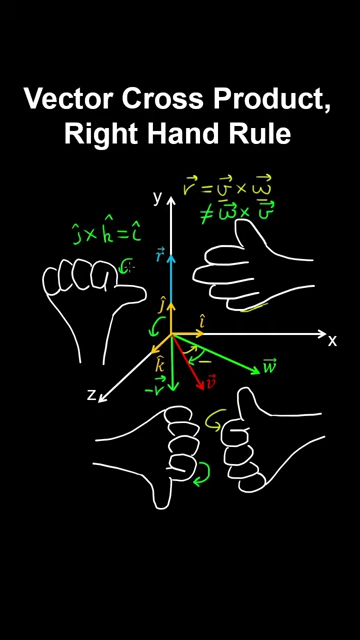 Vector Cross Product,
Right Hand Rule
r⃗ = v⃗ × w⃗
≠ w⃗ × v⃗
y
ĵ × k̂ = î
r⃗
ĵ
î
x
k̂
z
-r⃗
v⃗
−
w⃗